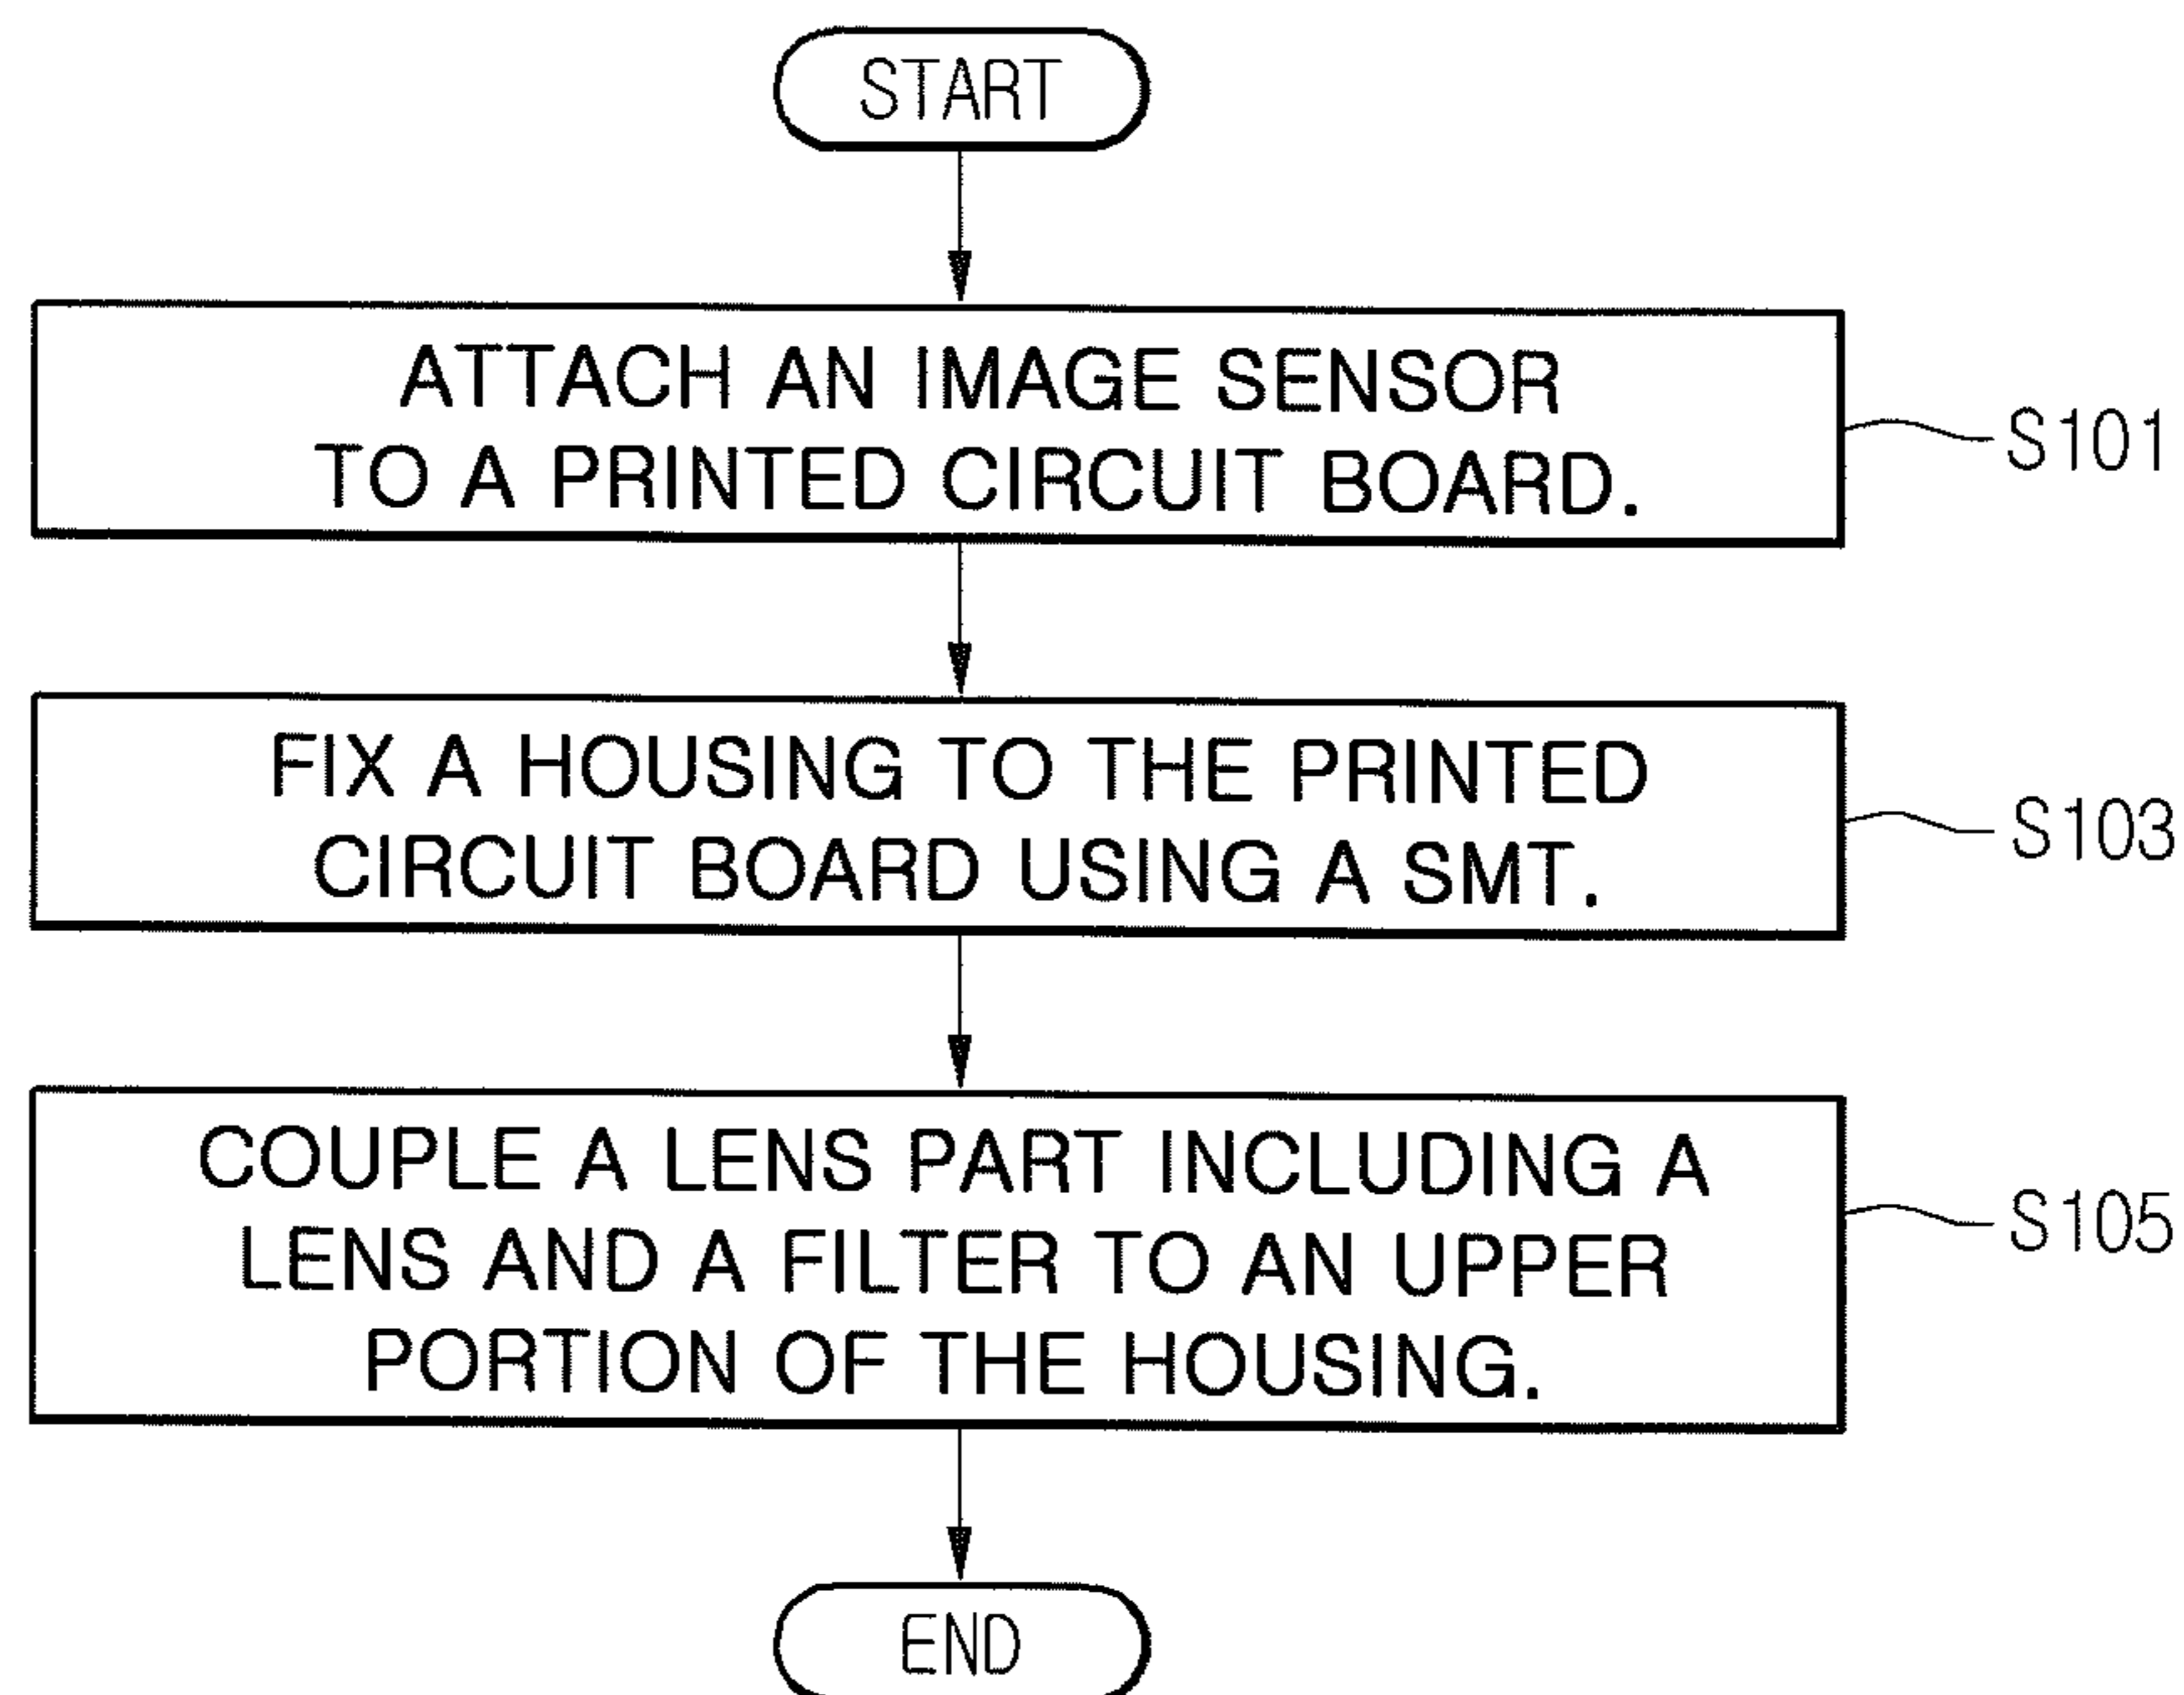 START
ATTACH AN IMAGE SENSOR
TO A PRINTED CIRCUIT BOARD.
S101
FIX A HOUSING TO THE PRINTED
CIRCUIT BOARD USING A SMT.
S103
COUPLE A LENS PART INCLUDING A
LENS AND A FILTER TO AN UPPER
PORTION OF THE HOUSING.
S105
END